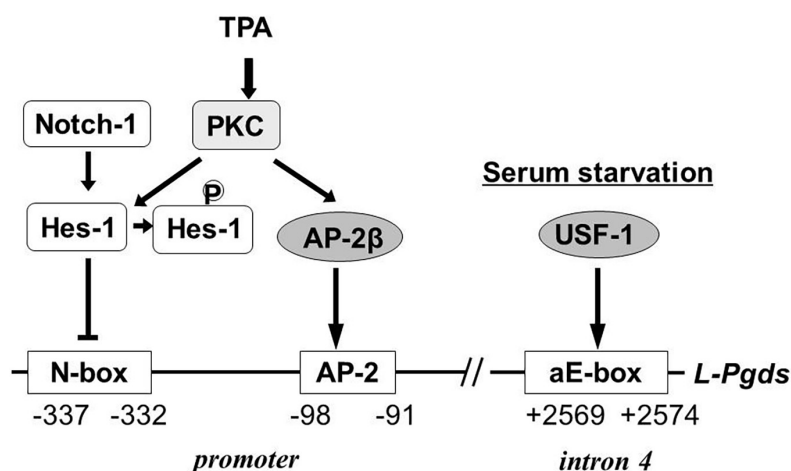 TPA
Notch-1
PKC
Serum starvation
P
Hes-1
Hes-1
AP-2β
USF-1
N-box
AP-2
aE-box
L-Pgds
-337
-332
-98
-91
+2569
+2574
promoter
intron 4